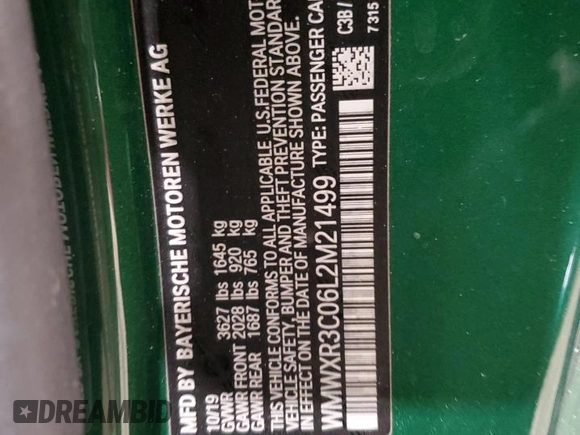 MFD BY BAYERISCHE MOTOREN WERKE AG
10/19
GVWR 3627 lbs 1645 kg
GAWR FRONT 2028 lbs 920 kg
GAWR REAR 1687 lbs 765 kg
THIS VEHICLE CONFORMS TO ALL APPLICABLE U.S.FEDERAL MOT
VEHICLE SAFETY, BUMPER AND THEFT PREVENTION STANDAR
IN EFFECT ON THE DATE OF MANUFACTURE SHOWN ABOVE.
WMWXR3C06L2M21499 TYPE: PASSENGER CA
C3B /
7315
DREAMBID